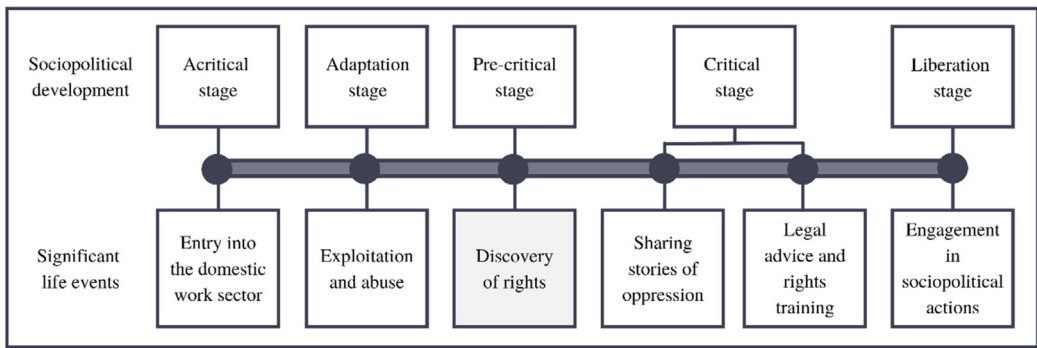 Sociopolitical
development
Acritical
stage
Adaptation
stage
Pre-critical
stage
Critical
stage
Liberation
stage
Significant
life events
Entry into
the domestic
work sector
Exploitation
and abuse
Discovery
of rights
Sharing
stories of
oppression
Legal
advice and
rights
training
Engagement
in
sociopolitical
actions